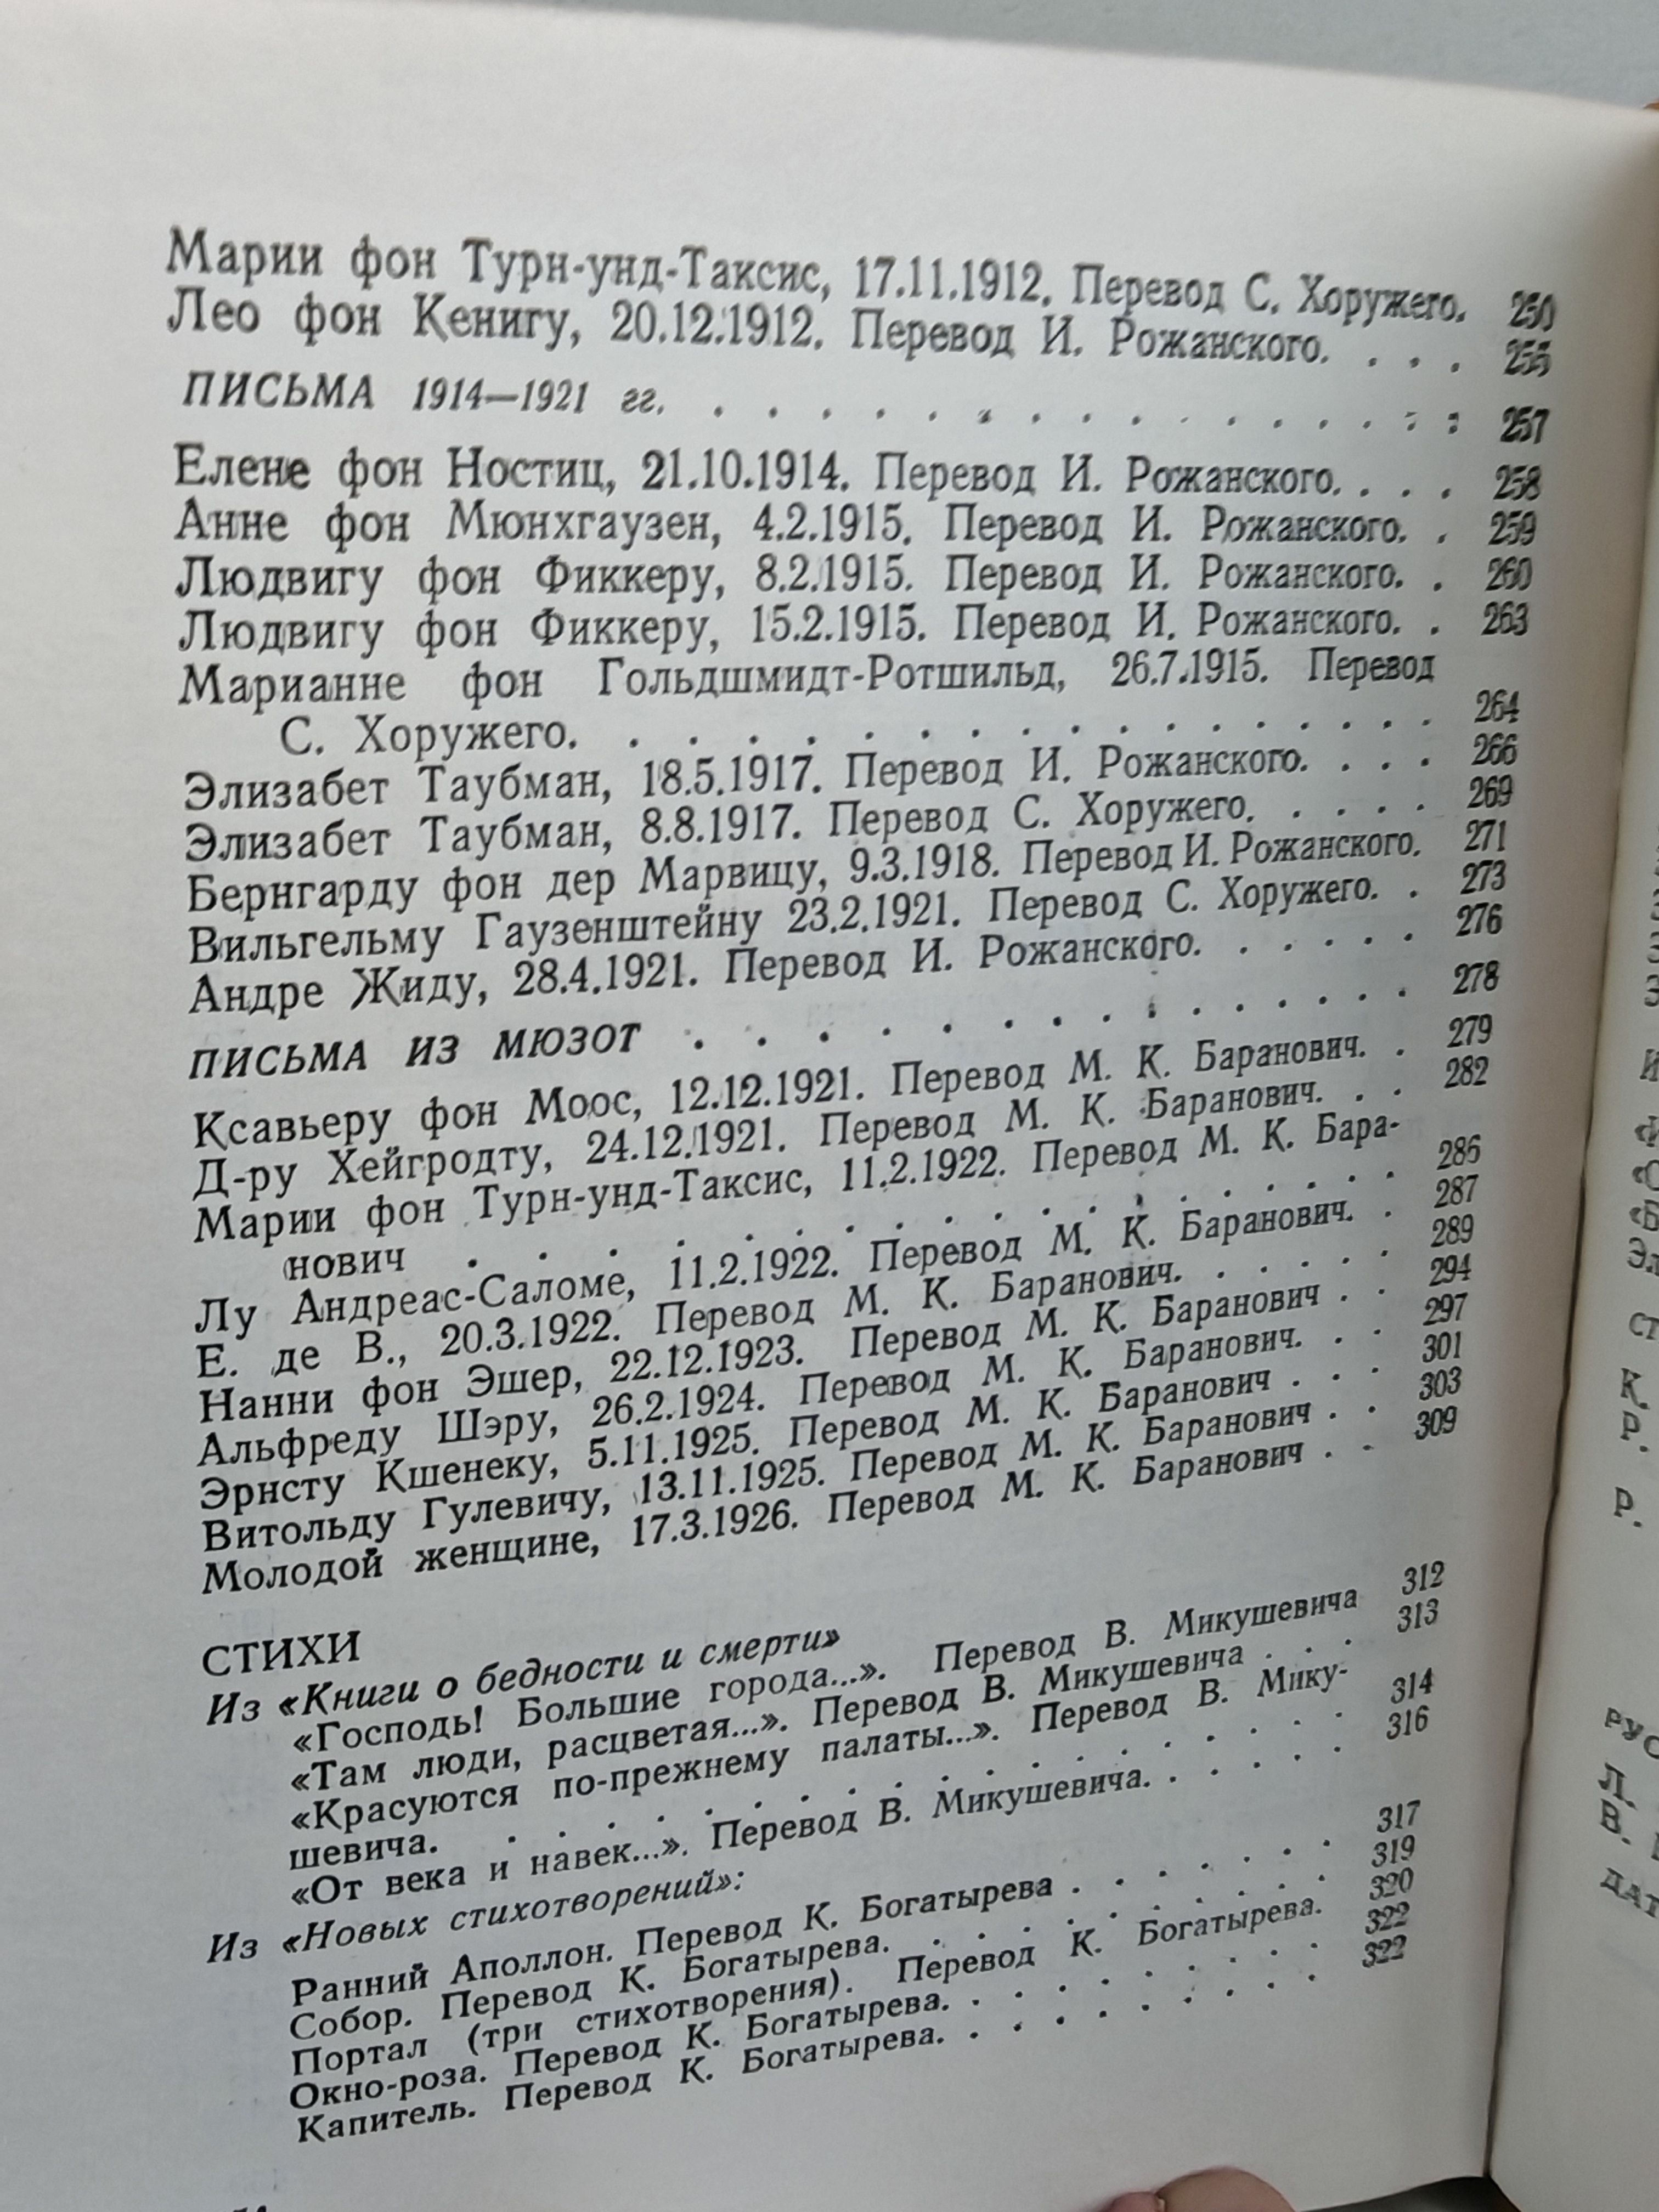 Марии фон Турн-унд-Таксис, 17.11.1912. Перевод С. Хоружего. 250
Лео фон Кенигу, 20.12.1912. Перевод И. Рожанского. . . . 255
ПИСЬМА 1914—1921 гг. . . . . . . . . . . . . . . . 257
Елене фон Ностиц, 21.10.1914. Перевод И. Рожанского. . . . 258
Анне фон Мюнхгаузен, 4.2.1915. Перевод И. Рожанского. . 259
Людвигу фон Фиккеру, 8.2.1915. Перевод И. Рожанского. . 260
Людвигу фон Фиккеру, 15.2.1915. Перевод И. Рожанского. . 263
Марианне фон Гольдшмидт-Ротшильд, 26.7.1915. Перевод
С. Хоружего. . . . . . . . . . . . . . . . 264
Элизабет Таубман, 18.5.1917. Перевод И. Рожанского. . . . 266
Элизабет Таубман, 8.8.1917. Перевод С. Хоружего. . . . . 269
Бернгарду фон дер Марвицу, 9.3.1918. Перевод И. Рожанского. 271
Вильгельму Гаузенштейну 23.2.1921. Перевод С. Хоружего. . 273
Андре Жиду, 28.4.1921. Перевод И. Рожанского. . . . . . 276
ПИСЬМА ИЗ МЮЗОТ . . . . . . . . . . . . . . 278
Ксавьеру фон Моос, 12.12.1921. Перевод М. К. Баранович. . 279
Д-ру Хейгродту, 24.12.1921. Перевод М. К. Баранович. . . 282
Марии фон Турн-унд-Таксис, 11.2.1922. Перевод М. К. Бара-
нович . . . . . . . . . . . . . . . . 286
Лу Андреас-Саломе, 11.2.1922. Перевод М. К. Баранович. . 287
Е. де В., 20.3.1922. Перевод М. К. Баранович. . . . . . 289
Нанни фон Эшер, 22.12.1923. Перевод М. К. Баранович . . 294
Альфреду Шэру, 26.2.1924. Перевод М. К. Баранович. . . 297
Эрнсту Кшенеку, 5.11.1925. Перевод М. К. Баранович . . . 301
Витольду Гулевичу, 13.11.1925. Перевод М. К. Баранович . . 303
Молодой женщине, 17.3.1926. Перевод М. К. Баранович . . 309
СТИХИ
Из «Книги о бедности и смерти»
«Господь! Большие города...». Перевод В. Микушевича 312
«Там люди, расцветая...». Перевод В. Микушевича . . . 313
«Красуются по-прежнему палаты...». Перевод В. Мику-
шевича. . . . . . . . . . . . . . . . . 314
«От века и навек...». Перевод В. Микушевича. . . . . . 316
Из «Новых стихотворений»:
Ранний Аполлон. Перевод К. Богатырева . . . . . . . 317
Собор. Перевод К. Богатырева. . . . . . . . . . . 319
Портал (три стихотворения). Перевод К. Богатырева. 320
Окно-роза. Перевод К. Богатырева. . . . . . . . . . 322
Капитель. Перевод К. Богатырева. . . . . . . . . . 322